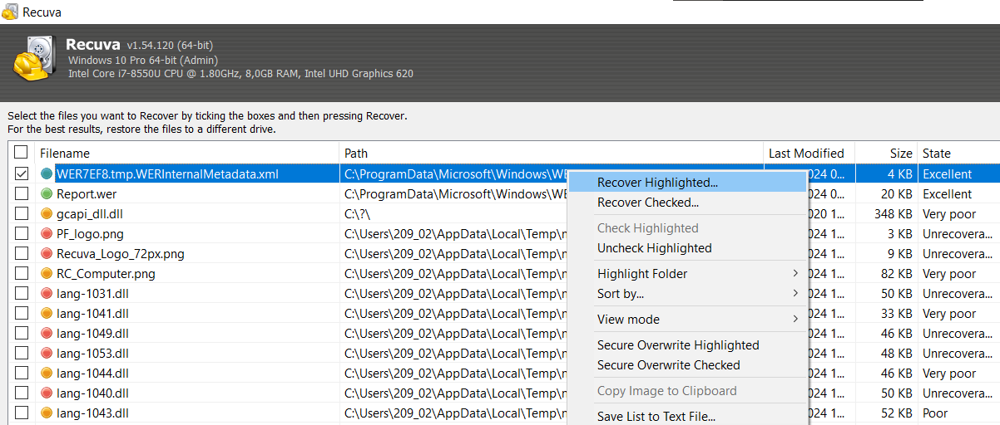 Recuva
Recuva v1.54.120 (64-bit)
Windows 10 Pro 64-bit (Admin)
Intel Core i7-8550U CPU @ 1.80GHz, 8,0GB RAM, Intel UHD Graphics 620
Select the files you want to Recover by ticking the boxes and then pressing Recover.
For the best results, restore the files to a different drive.
Filename Path Last Modified Size State
WER7EF8.tmp.WERInternalMetadata.xml C:\ProgramData\Microsoft\Windows\WE 024 0... 4 KB Excellent
Report.wer C:\ProgramData\Microsoft\Windows\WE 024 0... 20 KB Excellent
gcapi_dll.dll C:\?\ 020 1... 348 KB Very poor
PF_logo.png C:\Users\209_02\AppData\Local\Temp\n 024 1... 3 KB Unrecovera...
Recuva_Logo_72px.png C:\Users\209_02\AppData\Local\Temp\n 024 1... 9 KB Unrecovera...
RC_Computer.png C:\Users\209_02\AppData\Local\Temp\n 024 1... 82 KB Very poor
lang-1031.dll C:\Users\209_02\AppData\Local\Temp\n 024 1... 50 KB Unrecovera...
lang-1041.dll C:\Users\209_02\AppData\Local\Temp\n 024 1... 33 KB Very poor
lang-1049.dll C:\Users\209_02\AppData\Local\Temp\n 024 1... 46 KB Unrecovera...
lang-1053.dll C:\Users\209_02\AppData\Local\Temp\n 024 1... 48 KB Unrecovera...
lang-1044.dll C:\Users\209_02\AppData\Local\Temp\n 024 1... 46 KB Very poor
lang-1040.dll C:\Users\209_02\AppData\Local\Temp\n 024 1... 50 KB Unrecovera...
lang-1043.dll C:\Users\209_02\AppData\Local\Temp\n 024 1... 52 KB Poor
Recover Highlighted...
Recover Checked...
Check Highlighted
Uncheck Highlighted
Highlight Folder
Sort by...
View mode
Secure Overwrite Highlighted
Secure Overwrite Checked
Copy Image to Clipboard
Save List to Text File...